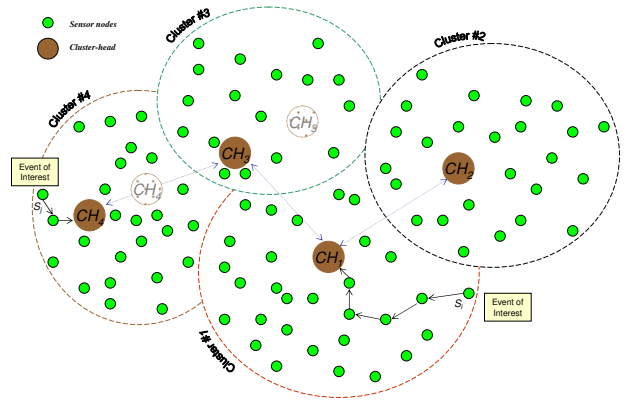 Sensor nodes
Cluster-head
Cluster #3
Cluster #2
Cluster #4
Event of
Interest
CH3
CH2
CH4
Sj
CH4
CH1
Si
Event of
Interest
Cluster #1